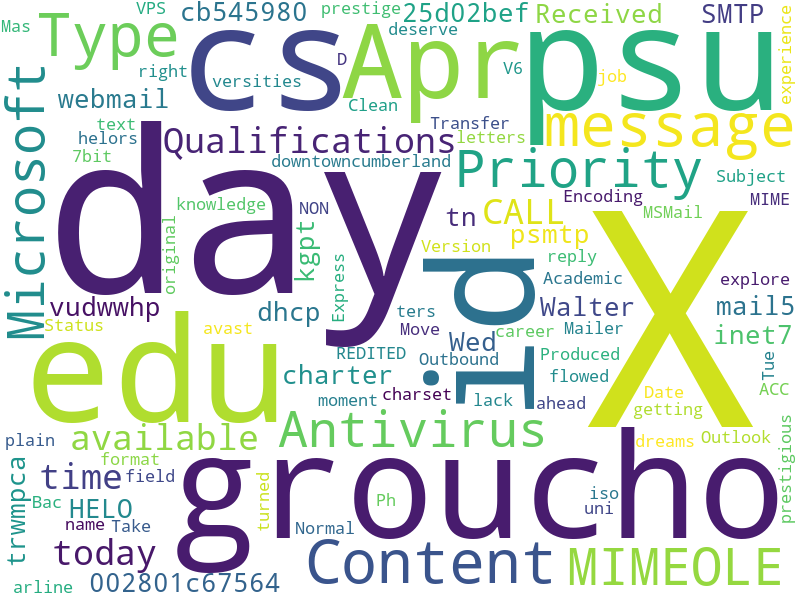 Mas
VPS
cb545980
prestige
25d02bef
Received
SMTP
experience
Type
deserve
cs
Apr
psu
right
versities
D
V6
job
Microsoft
webmail
Clean
message
text
helors
7bit
Qualifications
Transfer
letters
downtowncumberland
Priority
Subject
day
knowledge
NON
Encoding
MIME
original
kgpt
tn
CALL
psmtp
MSMail
X
Version
reply
id
Academic
explore
vudwwhp
dhcp
Express
ters
Move
Walter
mail5
Status
avast
Wed
career
Mailer
inet7
edu
REDITED
Outbound
Produced
Tue
charter
flowed
moment
charset
lack
ahead
ACC
Date
getting
plain
available
Antivirus
dreams
Outlook
format
groucho
prestigious
trwmpca
time
field
turned
Bac
HELO
Ph
iso
uni
name
Take
Normal
today
Content
MIMEOLE
arline
002801c67564